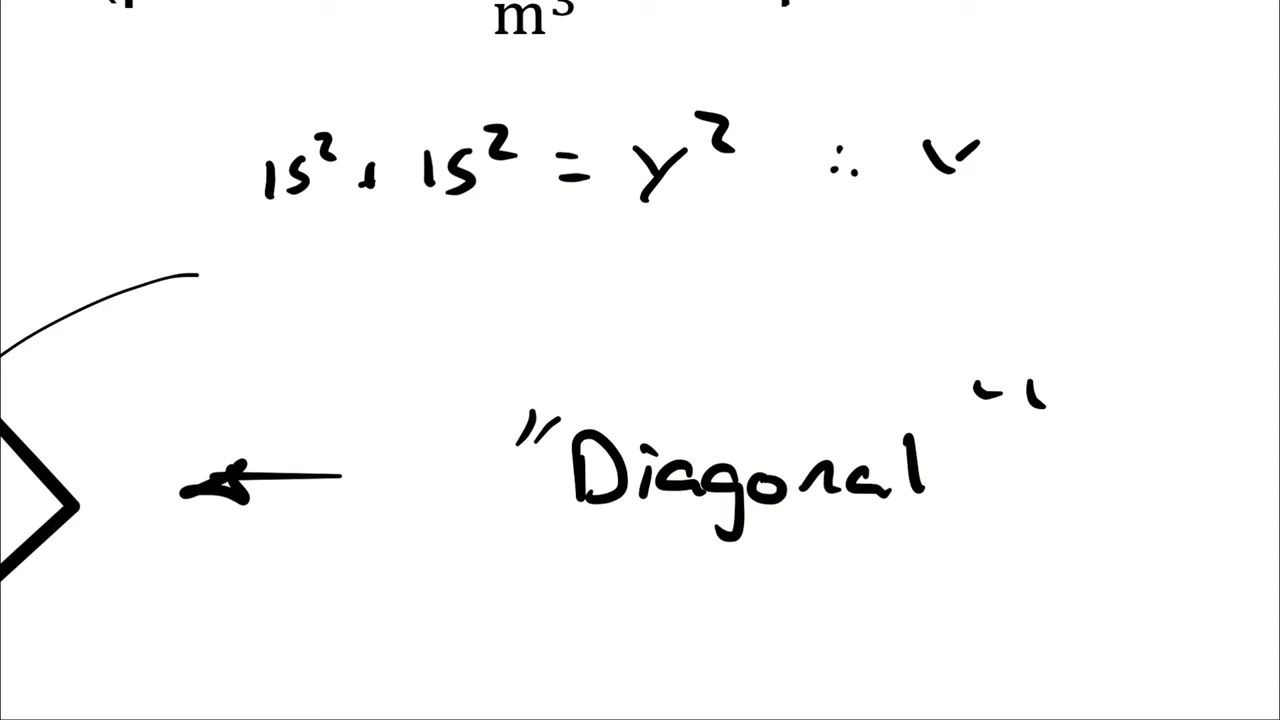 m³
15² + 15² = y² ∴
"Diagonal"